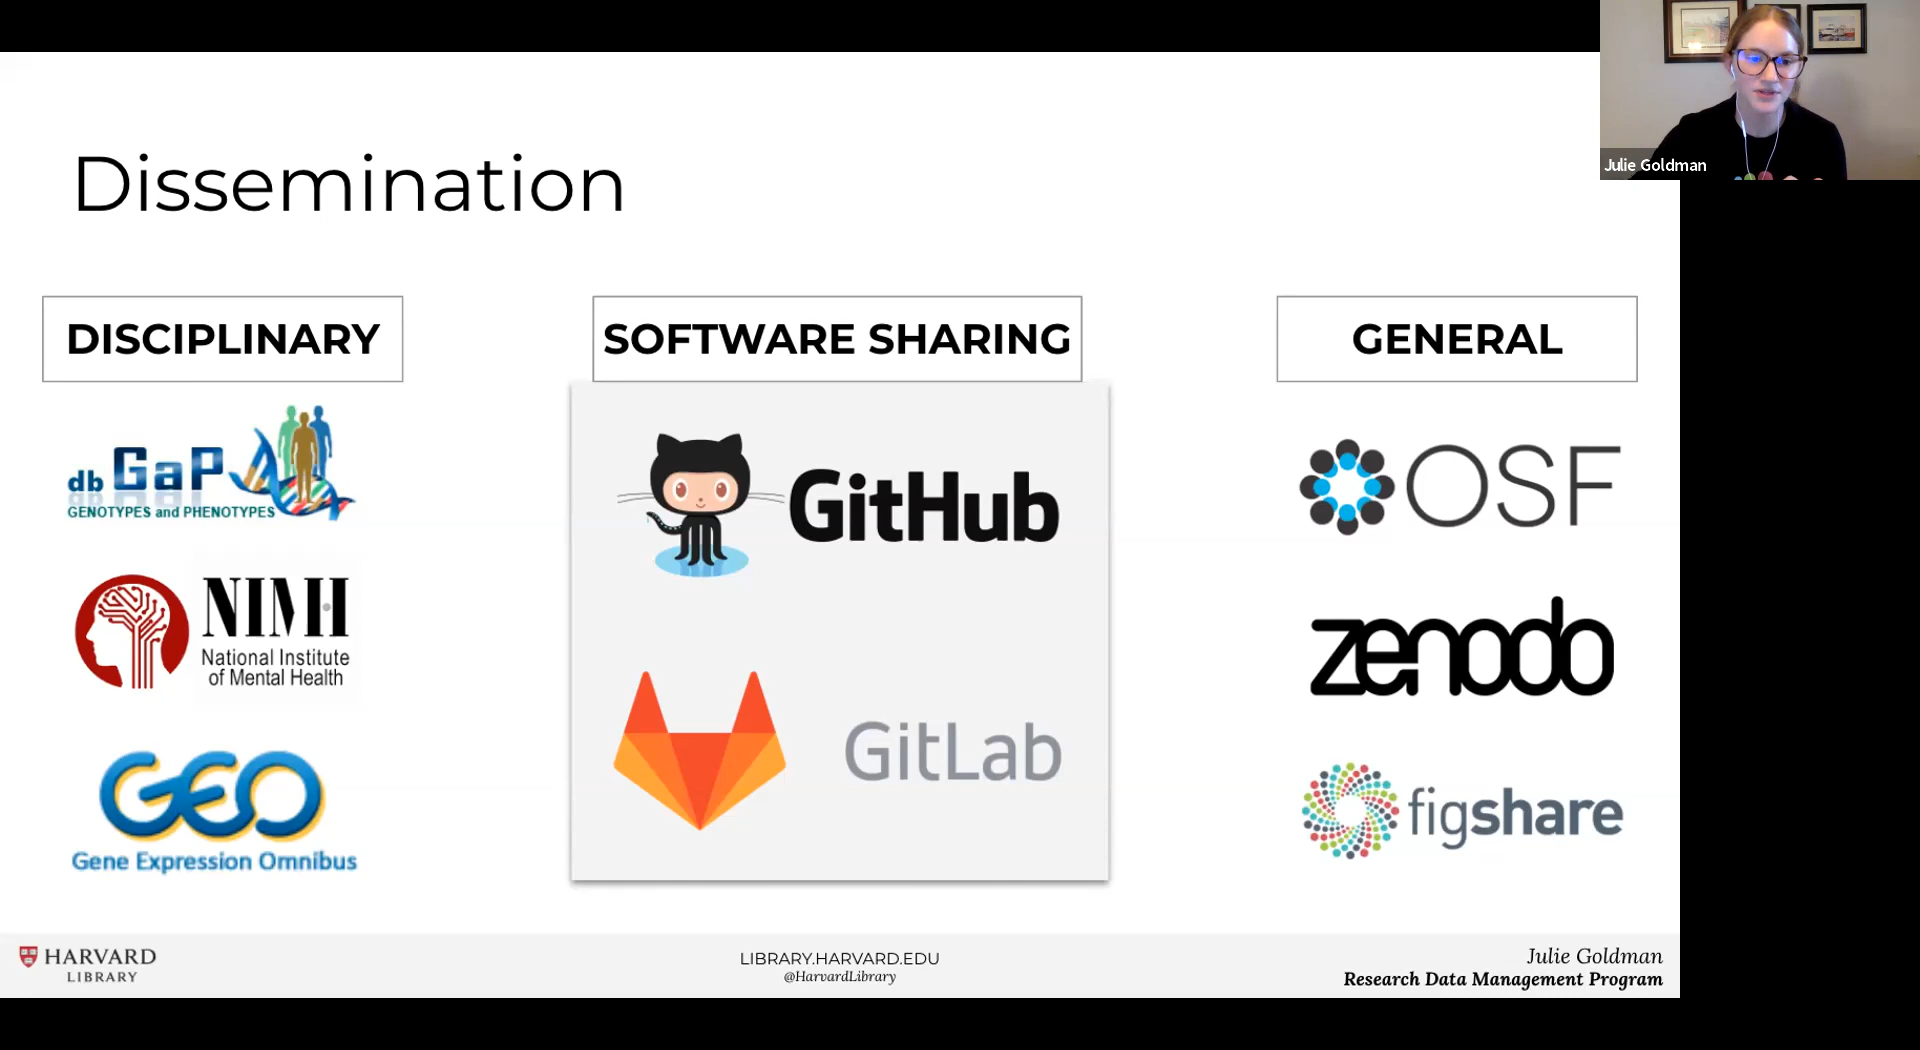 Julie Goldman
Dissemination
DISCIPLINARY
db GaP
GENOTYPES and PHENOTYPES
NIMH
National Institute
of Mental Health
GEO
Gene Expression Omnibus
SOFTWARE SHARING
GitHub
GitLab
GENERAL
OSF
zenodo
figshare
HARVARD
LIBRARY
LIBRARY.HARVARD.EDU
@HarvardLibrary
Julie Goldman
Research Data Management Program